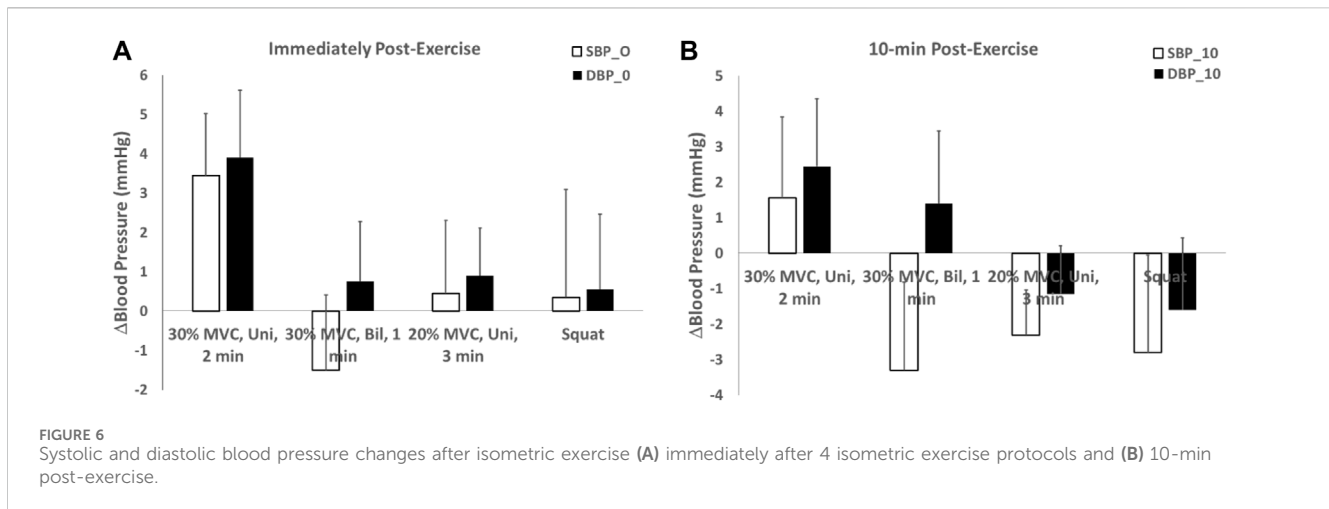 A
Immediately Post-Exercise
SBP_O
DBP_0
ΔBlood Pressure (mmHg)
6
5
4
3
2
1
0
-1
-2
30% MVC, Uni, 2 min
30% MVC, Bil, 1 min
20% MVC, Uni, 3 min
Squat
B
10-min Post-Exercise
SBP_10
DBP_10
ΔBlood Pressure (mmHg)
5
4
3
2
1
0
-1
-2
-3
-4
30% MVC, Uni, 2 min
30% MVC, Bil, 1 min
20% MVC, Uni, 3 min
Squat
FIGURE 6
Systolic and diastolic blood pressure changes after isometric exercise (A) immediately after 4 isometric exercise protocols and (B) 10-min
post-exercise.